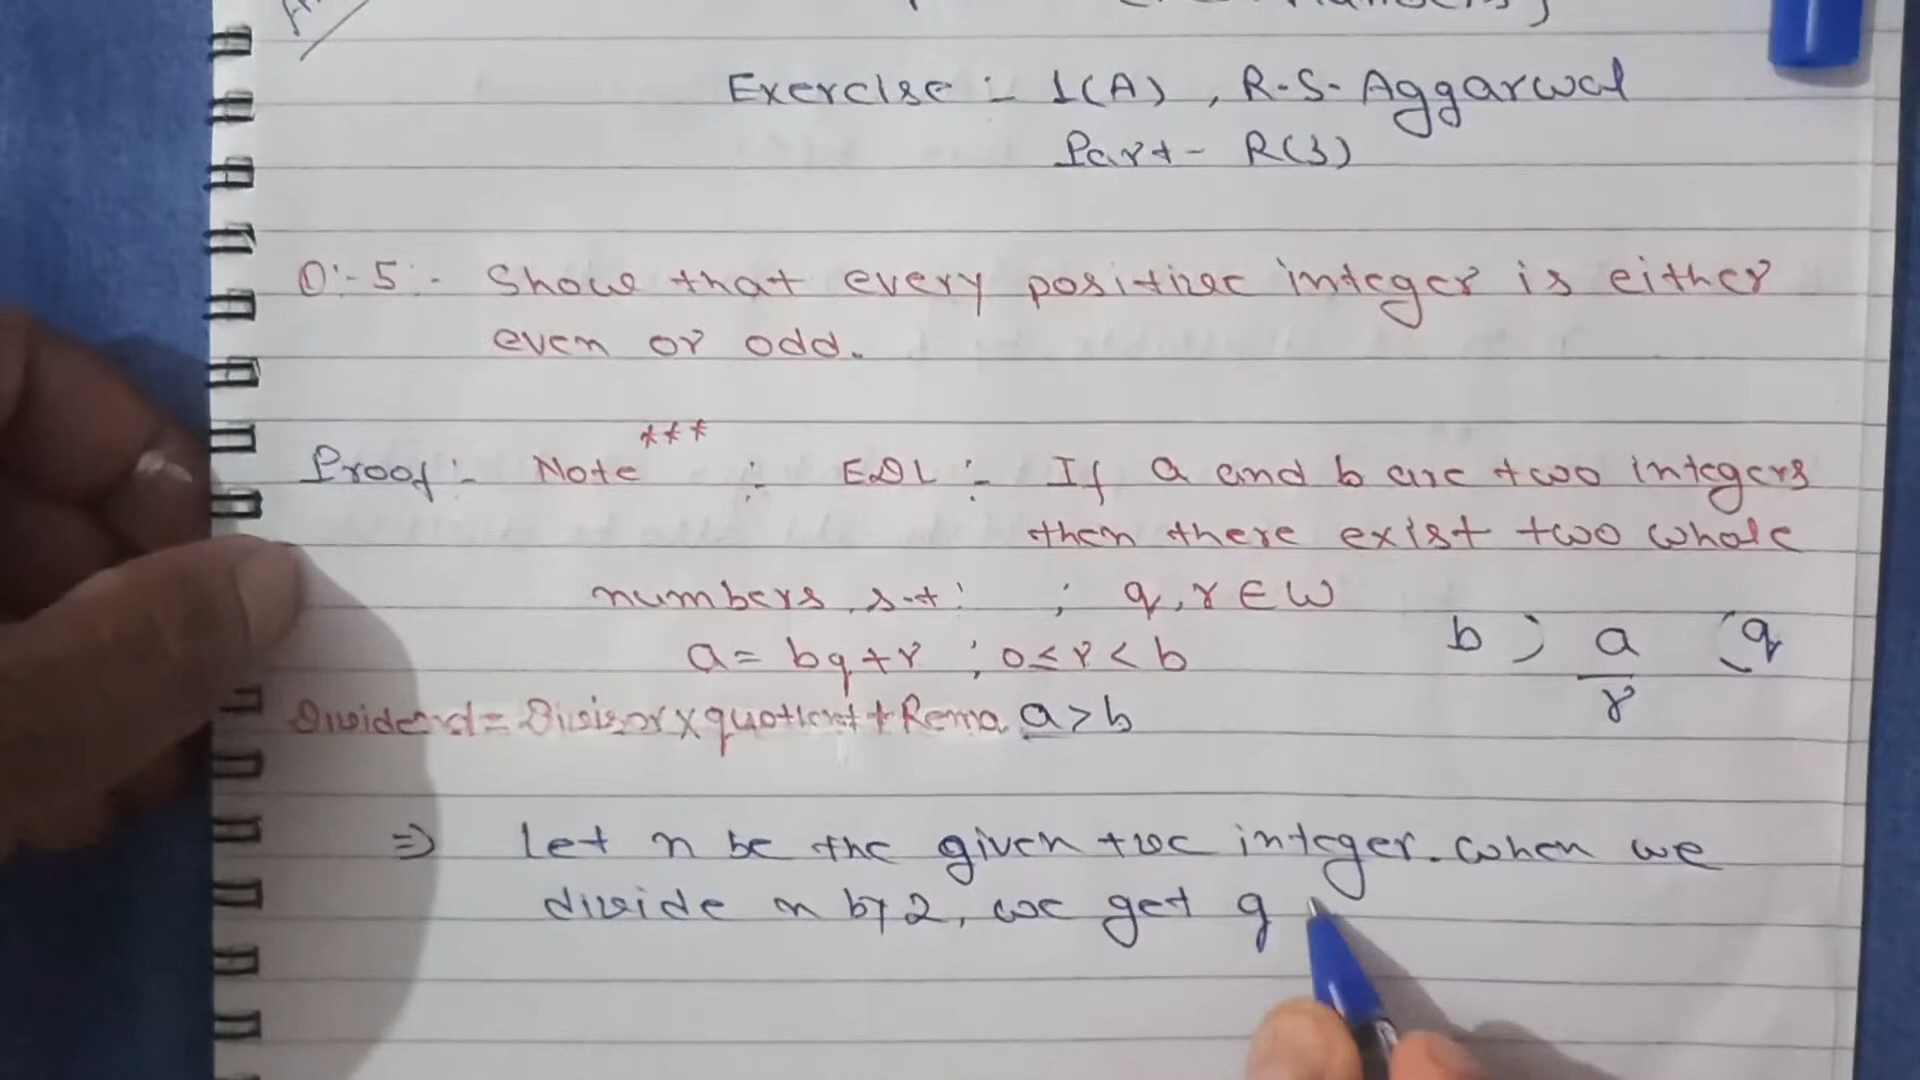 Exercise :- 1(A), R.S. Aggarwal
Part - R(3)
Q:-5:- Show that every positive integer is either
even or odd.
Proof:- Note*** :- EDL :- If a and b are two integers
then there exist two whole
numbers, s.t: ; q, r ∈ W
a = bq + r ; 0 ≤ r < b
b ) a ( q
r
Dividend = Divisor x quotient + Rema a > b
⇒ Let n be the given +ve integer. When we
divide n by 2, we get q